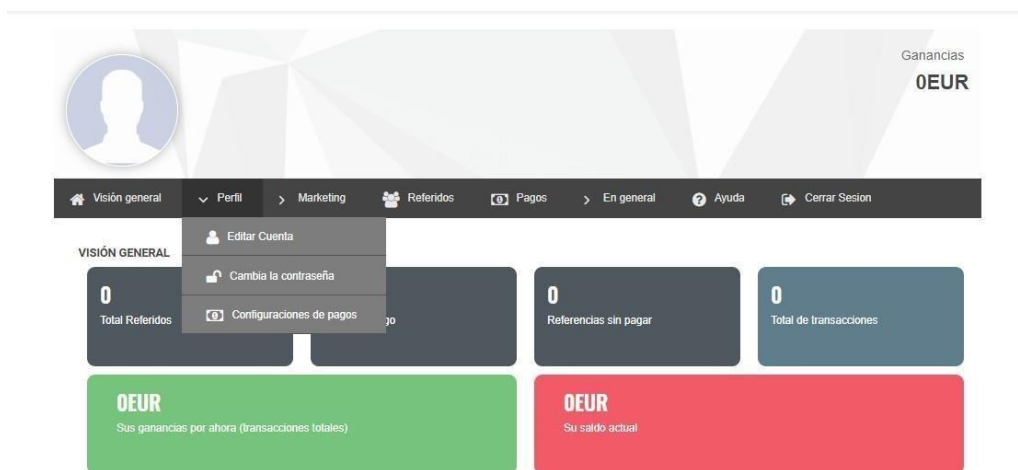 Ganancias
0EUR
Visión general
Perfil
Marketing
Referidos
Pagos
En general
Ayuda
Cerrar Sesion
Editar Cuenta
Cambia la contraseña
Configuraciones de pagos
VISIÓN GENERAL
0
Total Referidos
go
0
Referencias sin pagar
0
Total de transacciones
0EUR
Sus ganancias por ahora (transacciones totales)
0EUR
Su saldo actual